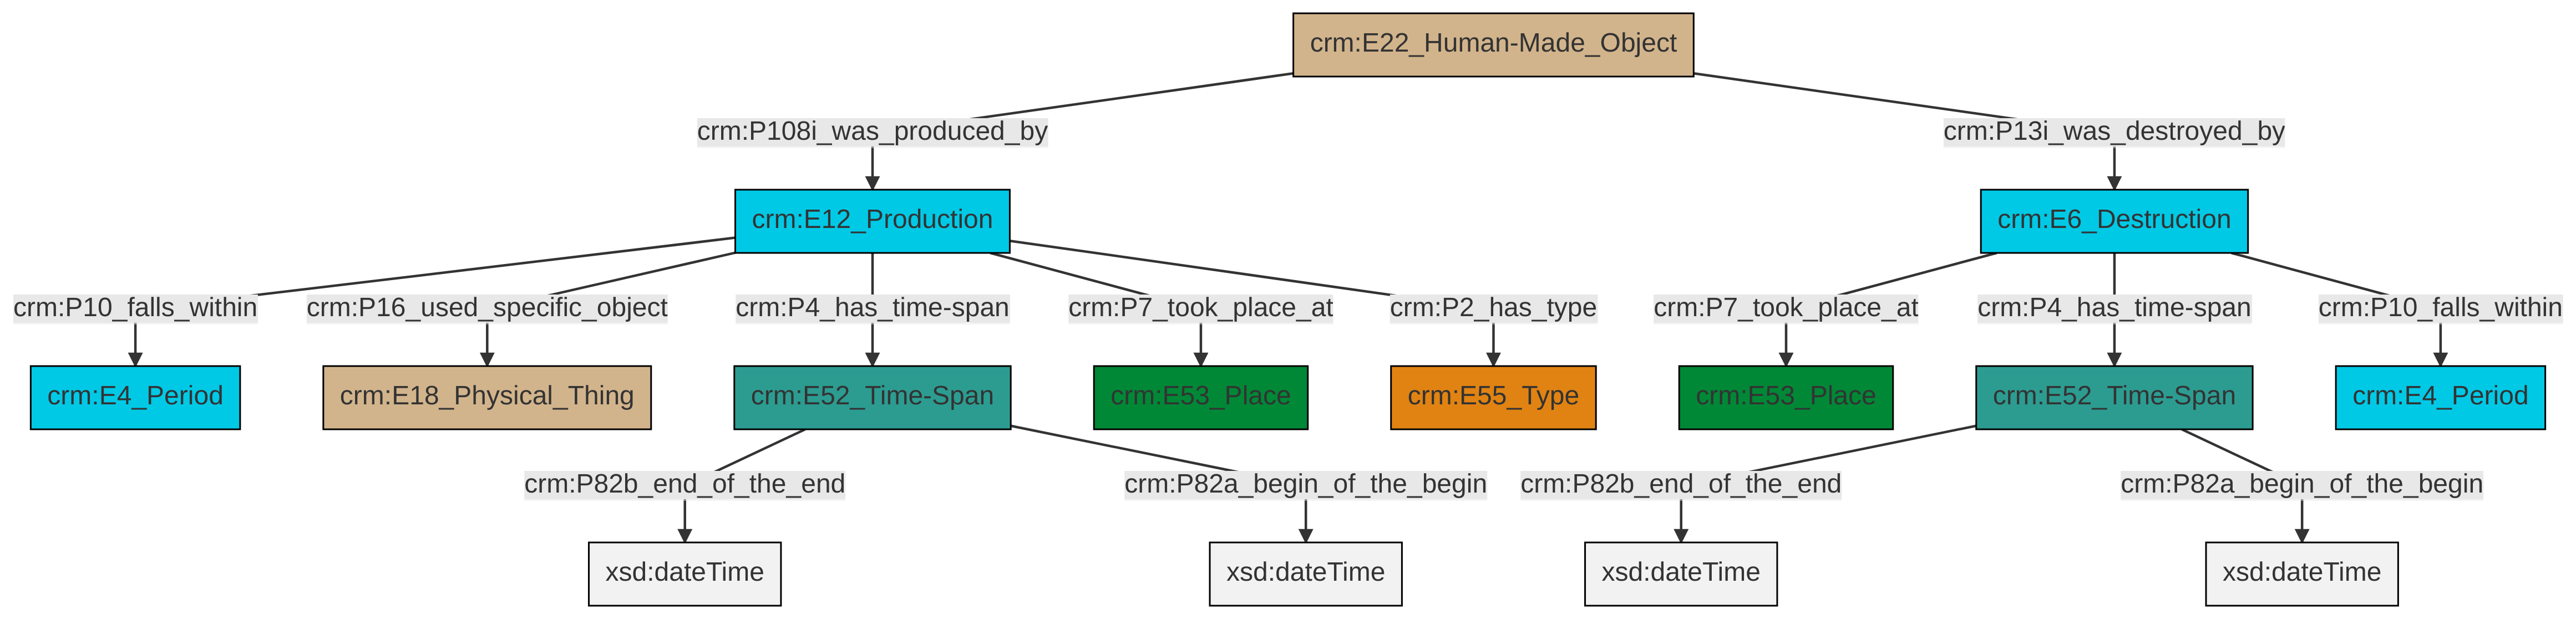 crm:E22_Human-Made_Object
crm:P108i_was_produced_by
crm:P13i_was_destroyed_by
crm:E12_Production
crm:E6_Destruction
crm:P10_falls_within
crm:P16_used_specific_object
crm:P4_has_time-span
crm:P7_took_place_at
crm:P2_has_type
crm:P7_took_place_at
crm:P4_has_time-span
crm:P10_falls_within
crm:E4_Period
crm:E18_Physical_Thing
crm:E52_Time-Span
crm:E53_Place
crm:E55_Type
crm:E53_Place
crm:E52_Time-Span
crm:E4_Period
crm:P82b_end_of_the_end
crm:P82a_begin_of_the_begin
crm:P82b_end_of_the_end
crm:P82a_begin_of_the_begin
xsd:dateTime
xsd:dateTime
xsd:dateTime
xsd:dateTime